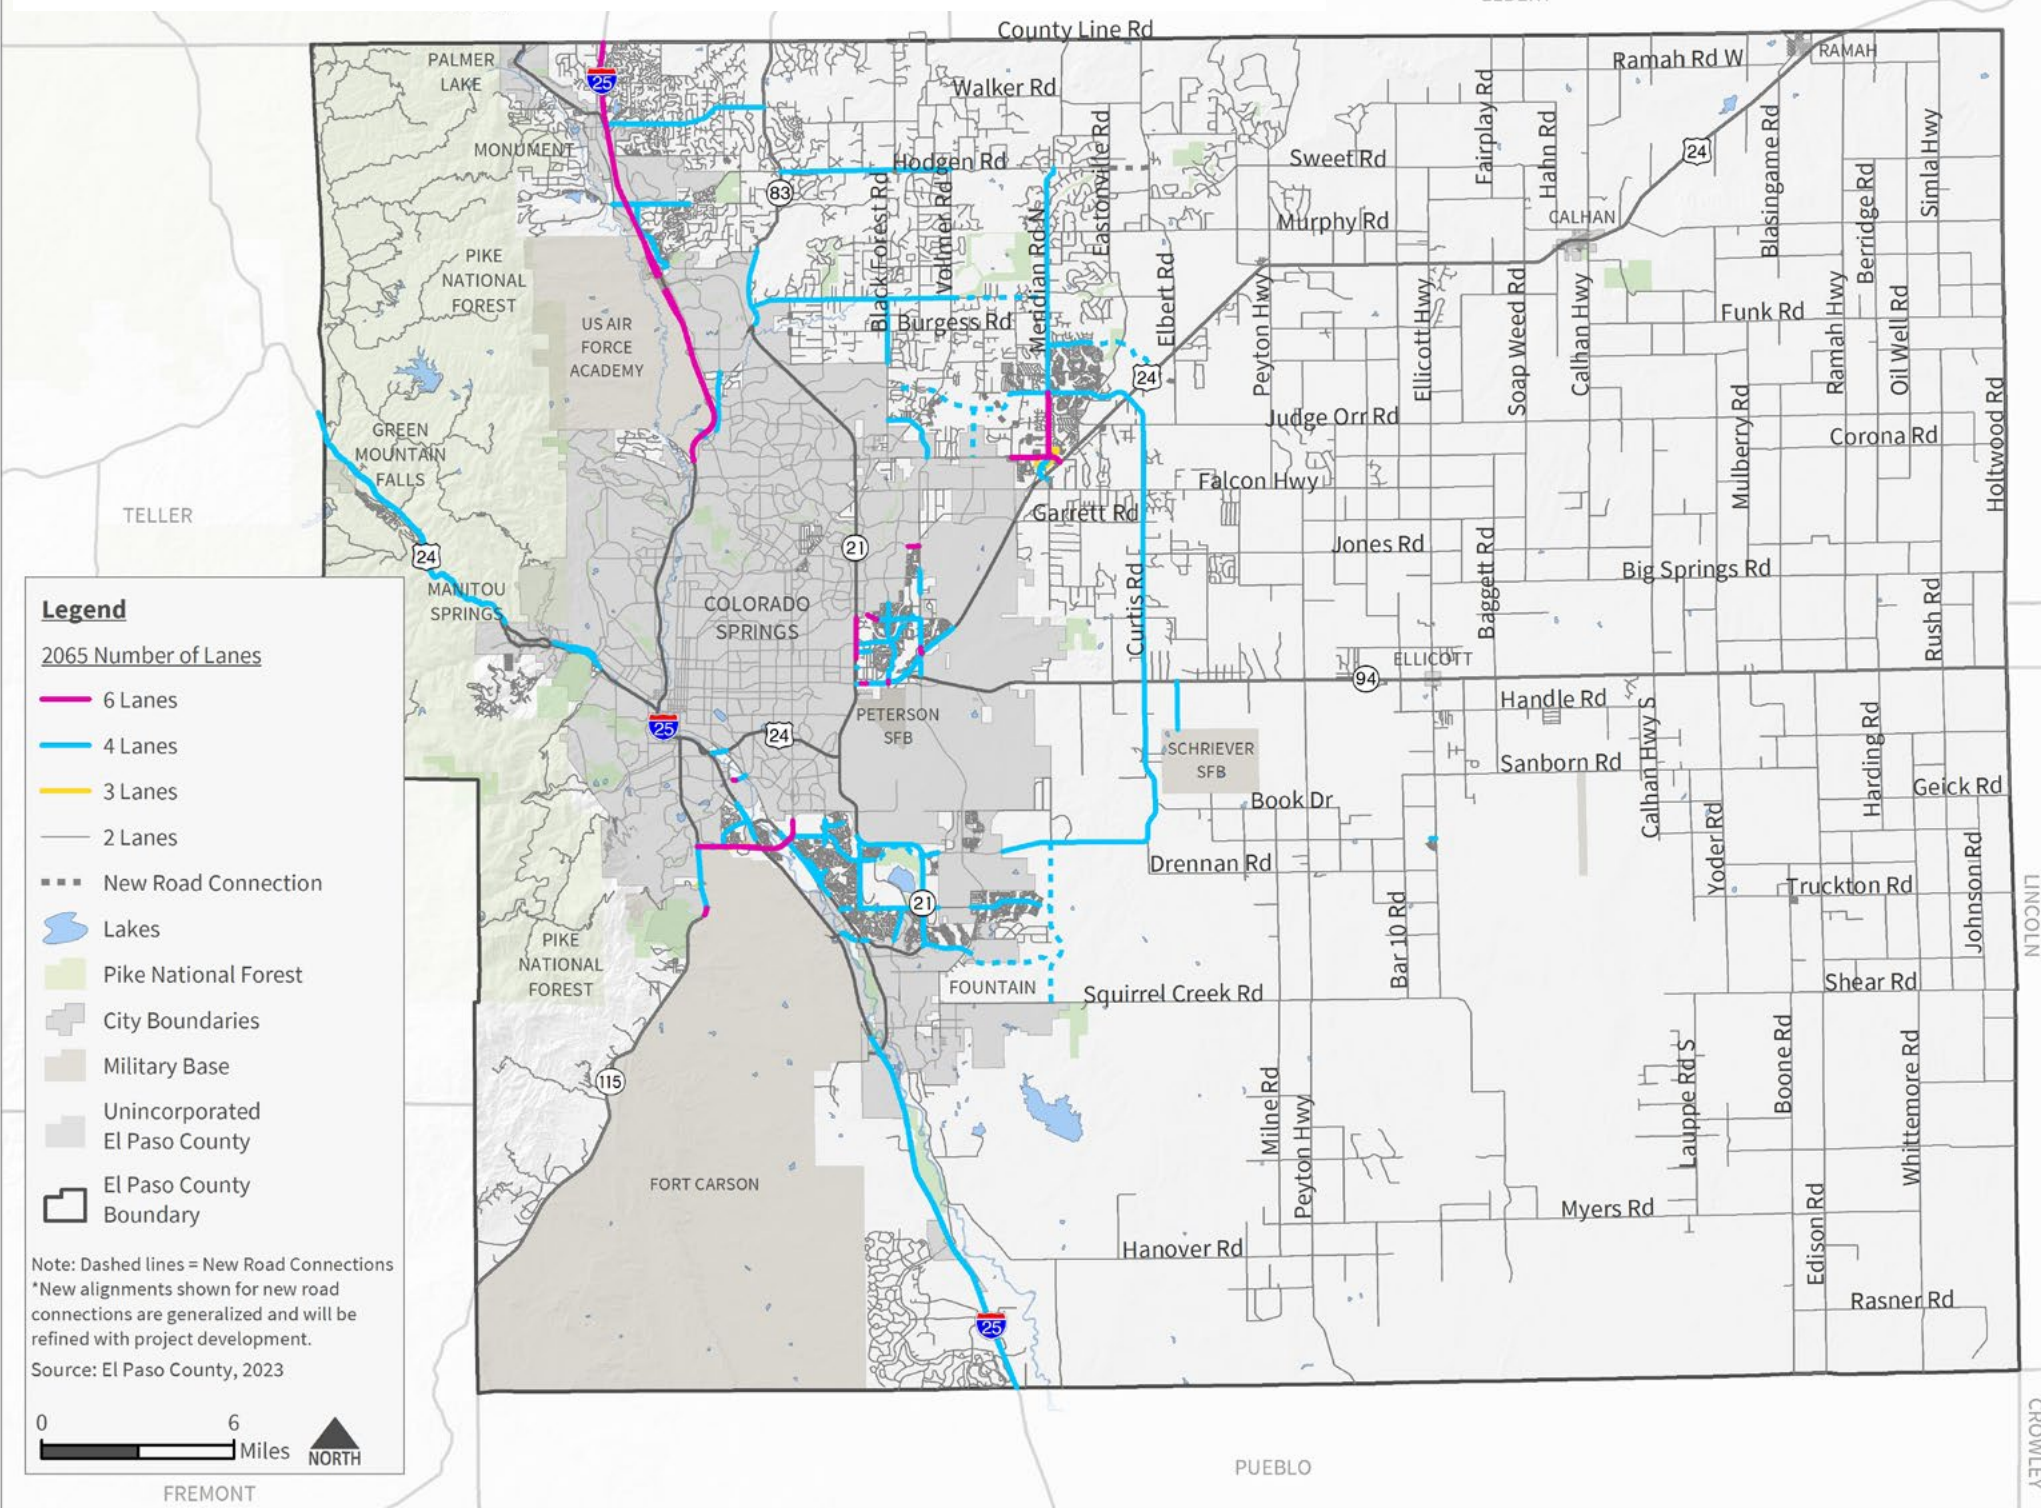 County Line Rd
PALMER
LAKE
25
Walker Rd
Ramah Rd W
RAMAH
MONUMENT
Hodgen Rd
83
Black Forest Rd
Vollmer Rd
Meridian Rd N
Eastonville Rd
Sweet Rd
Fairplay Rd
Hahn Rd
24
Blasingame Rd
Berridge Rd
Simla Hwy
Murphy Rd
CALHAN
PIKE
NATIONAL
FOREST
US AIR
FORCE
ACADEMY
Burgess Rd
Elbert Rd
Peyton Hwy
Ellicott Hwy
Soap Weed Rd
Calhan Hwy
Funk Rd
Ramah Hwy
Oil Well Rd
24
Judge Orr Rd
Mulberry Rd
Corona Rd
Holtwood Rd
GREEN
MOUNTAIN
FALLS
Falcon Hwy
Garrett Rd
TELLER
24
21
Jones Rd
Baggett Rd
Big Springs Rd
MANITOU
SPRINGS
COLORADO
SPRINGS
Curtis Rd
Rush Rd
ELLICOTT
94
Handle Rd
Calhan Hwy S
Harding Rd
25
24
PETERSON
SFB
SCHRIEVER
SFB
Sanborn Rd
Book Dr
Geick Rd
Yoder Rd
Drennan Rd
Truckton Rd
Johnson Rd
LINCOLN
21
Bar 10 Rd
PIKE
NATIONAL
FOREST
FOUNTAIN
Squirrel Creek Rd
Shear Rd
115
Milne Rd
Peyton Hwy
Lauppe Rd S
Boone Rd
Whittemore Rd
FORT CARSON
Myers Rd
Hanover Rd
Edison Rd
Rasner Rd
25
PUEBLO
CROWLEY
FREMONT
Legend
2065 Number of Lanes
6 Lanes
4 Lanes
3 Lanes
2 Lanes
New Road Connection
Lakes
Pike National Forest
City Boundaries
Military Base
Unincorporated
El Paso County
El Paso County
Boundary
Note: Dashed lines = New Road Connections
*New alignments shown for new road
connections are generalized and will be
refined with project development.
Source: El Paso County, 2023
0 6
Miles
NORTH